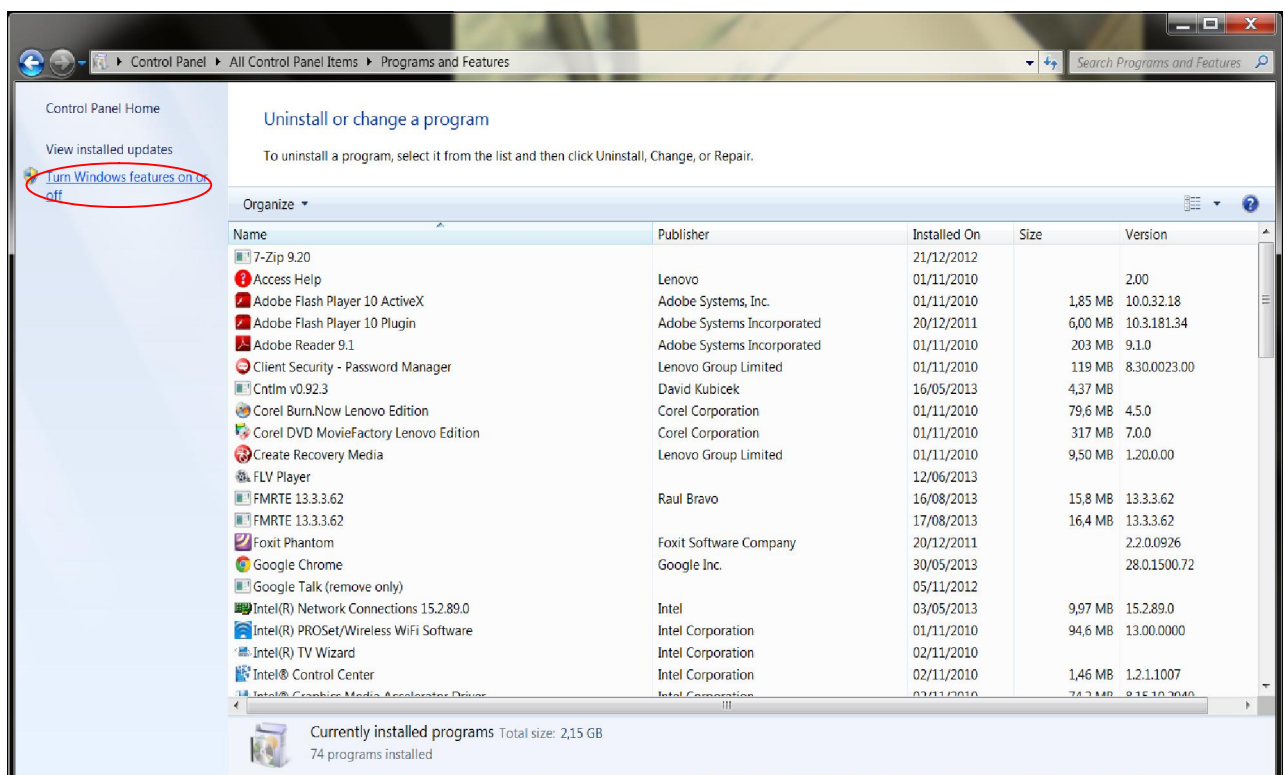 Control Panel ▸ All Control Panel Items ▸ Programs and Features
Search Programs and Features
Control Panel Home
View installed updates
Turn Windows features on or
off
Uninstall or change a program
To uninstall a program, select it from the list and then click Uninstall, Change, or Repair.
Organize
Name Publisher Installed On Size Version
7-Zip 9.20 21/12/2012
Access Help Lenovo 01/11/2010 2.00
Adobe Flash Player 10 ActiveX Adobe Systems, Inc. 01/11/2010 1,85 MB 10.0.32.18
Adobe Flash Player 10 Plugin Adobe Systems Incorporated 20/12/2011 6,00 MB 10.3.181.34
Adobe Reader 9.1 Adobe Systems Incorporated 01/11/2010 203 MB 9.1.0
Client Security - Password Manager Lenovo Group Limited 01/11/2010 119 MB 8.30.0023.00
Cntlm v0.92.3 David Kubicek 16/05/2013 4,37 MB
Corel Burn.Now Lenovo Edition Corel Corporation 01/11/2010 79,6 MB 4.5.0
Corel DVD MovieFactory Lenovo Edition Corel Corporation 01/11/2010 317 MB 7.0.0
Create Recovery Media Lenovo Group Limited 01/11/2010 9,50 MB 1.20.0.00
FLV Player 12/06/2013
FMRTE 13.3.3.62 Raul Bravo 16/08/2013 15,8 MB 13.3.3.62
FMRTE 13.3.3.62 17/08/2013 16,4 MB 13.3.3.62
Foxit Phantom Foxit Software Company 20/12/2011 2.2.0.0926
Google Chrome Google Inc. 30/05/2013 28.0.1500.72
Google Talk (remove only) 05/11/2012
Intel(R) Network Connections 15.2.89.0 Intel 03/05/2013 9,97 MB 15.2.89.0
Intel(R) PROSet/Wireless WiFi Software Intel Corporation 01/11/2010 94,6 MB 13.00.0000
Intel(R) TV Wizard Intel Corporation 02/11/2010
Intel® Control Center Intel Corporation 02/11/2010 1,46 MB 1.2.1.1007
Intel® Graphics Media Accelerator Driver Intel Corporation 02/11/2010 74,2 MB 8.15.10.2040
Currently installed programs Total size: 2,15 GB
74 programs installed